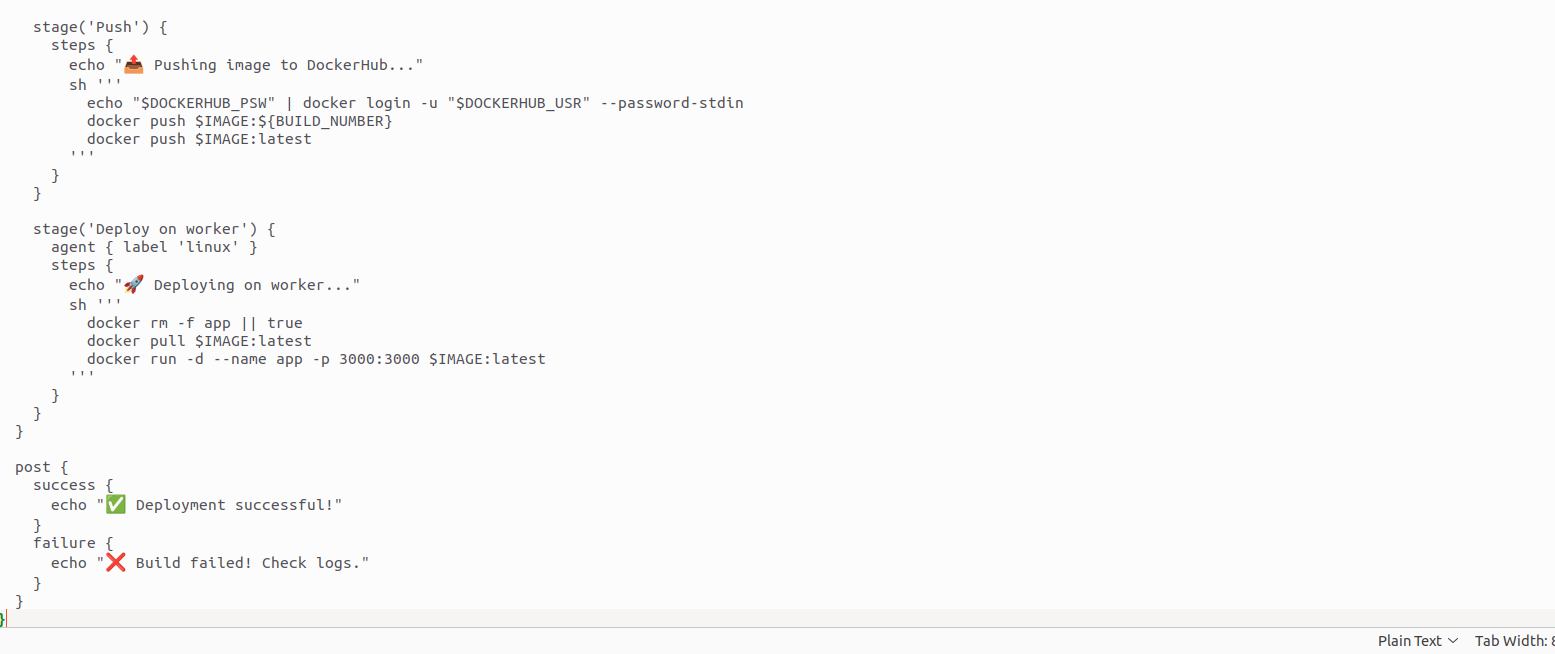 stage('Push') {
      steps {
        echo "📤 Pushing image to DockerHub..."
        sh '''
          echo "$DOCKERHUB_PSW" | docker login -u "$DOCKERHUB_USR" --password-stdin
          docker push $IMAGE:${BUILD_NUMBER}
          docker push $IMAGE:latest
        '''
      }
    }

    stage('Deploy on worker') {
      agent { label 'linux' }
      steps {
        echo "🚀 Deploying on worker..."
        sh '''
          docker rm -f app || true
          docker pull $IMAGE:latest
          docker run -d --name app -p 3000:3000 $IMAGE:latest
        '''
      }
    }
  }

  post {
    success {
      echo "✅ Deployment successful!"
    }
    failure {
      echo "❌ Build failed! Check logs."
    }
  }
}
Plain Text Tab Width: 8